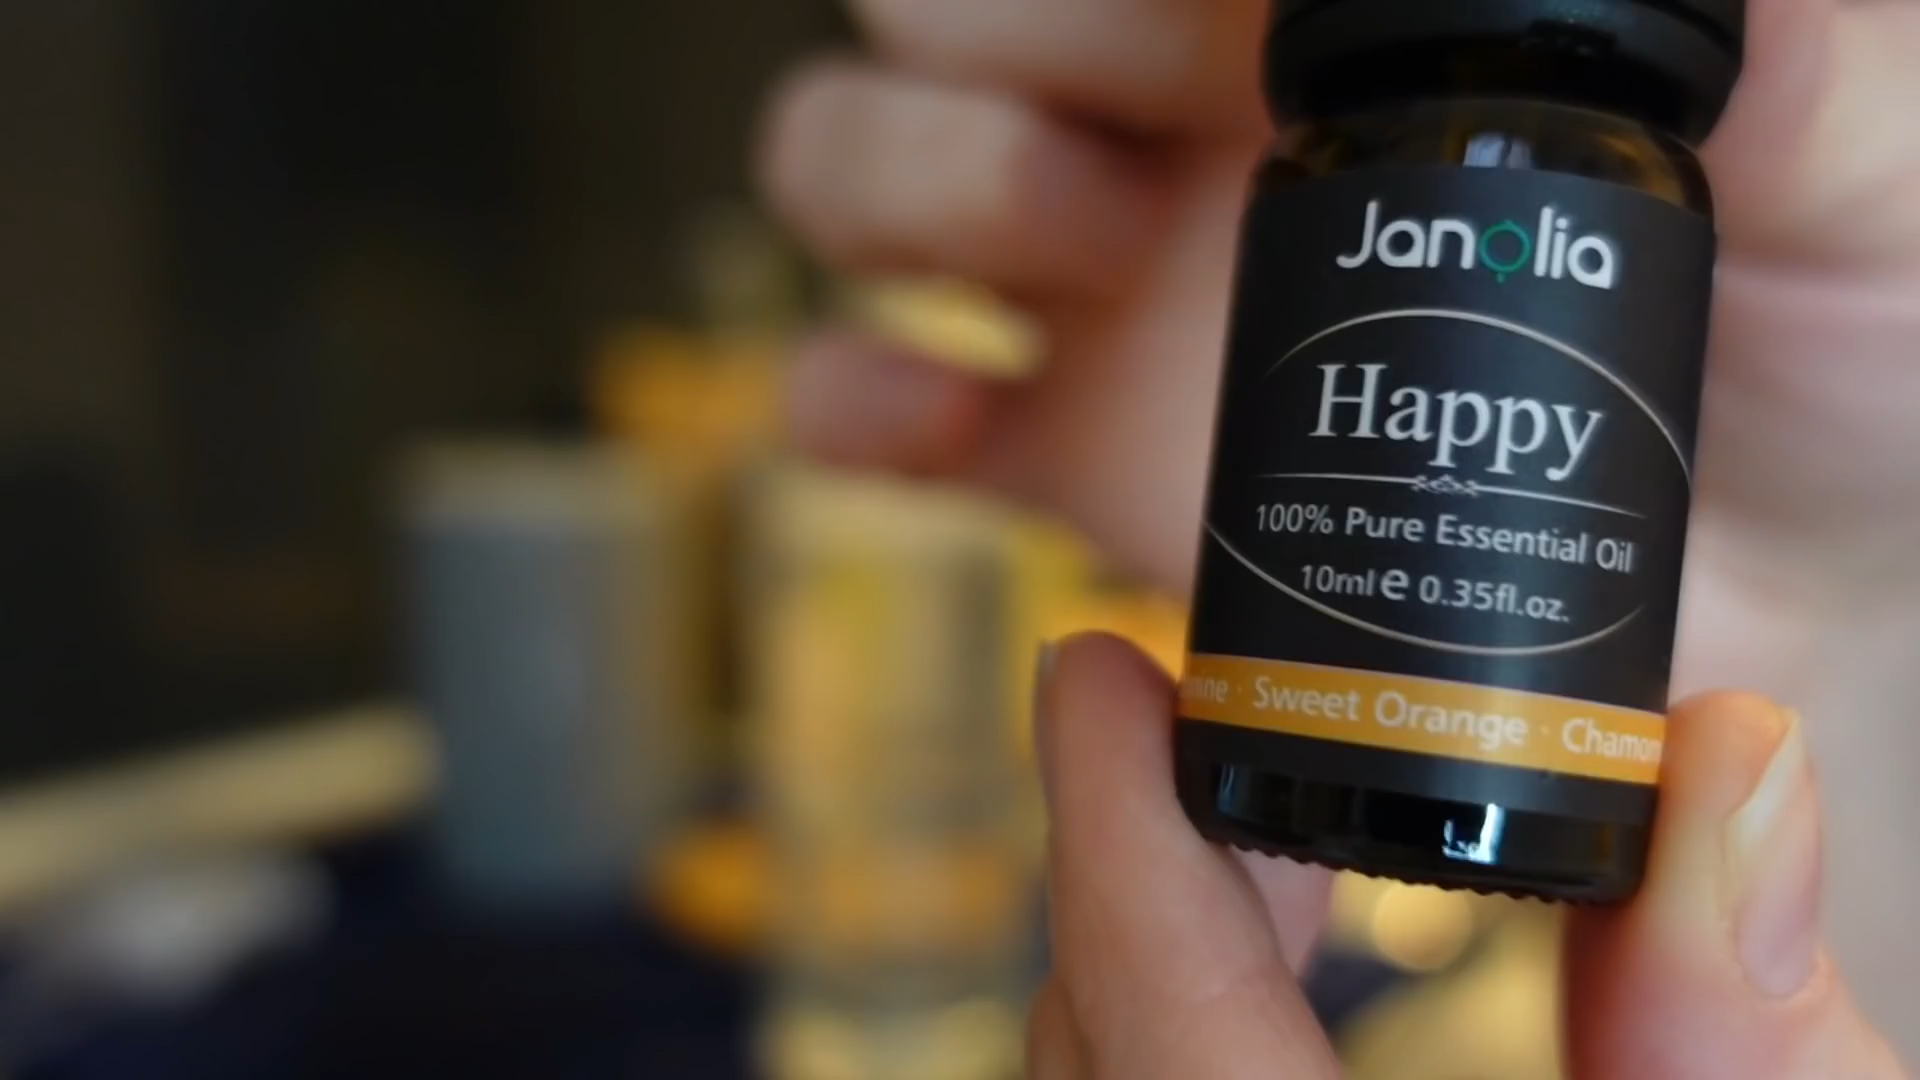 Janolia
Happy
100% Pure Essential Oil
10ml e 0.35fl.oz.
· Sweet Orange ·